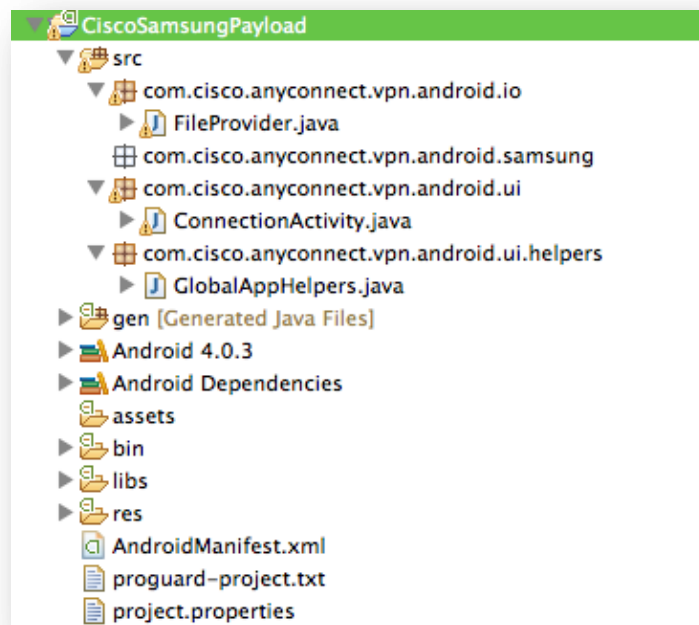 CiscoSamsungPayload
src
com.cisco.anyconnect.vpn.android.io
FileProvider.java
com.cisco.anyconnect.vpn.android.samsung
com.cisco.anyconnect.vpn.android.ui
ConnectionActivity.java
com.cisco.anyconnect.vpn.android.ui.helpers
GlobalAppHelpers.java
gen [Generated Java Files]
Android 4.0.3
Android Dependencies
assets
bin
libs
res
AndroidManifest.xml
proguard-project.txt
project.properties